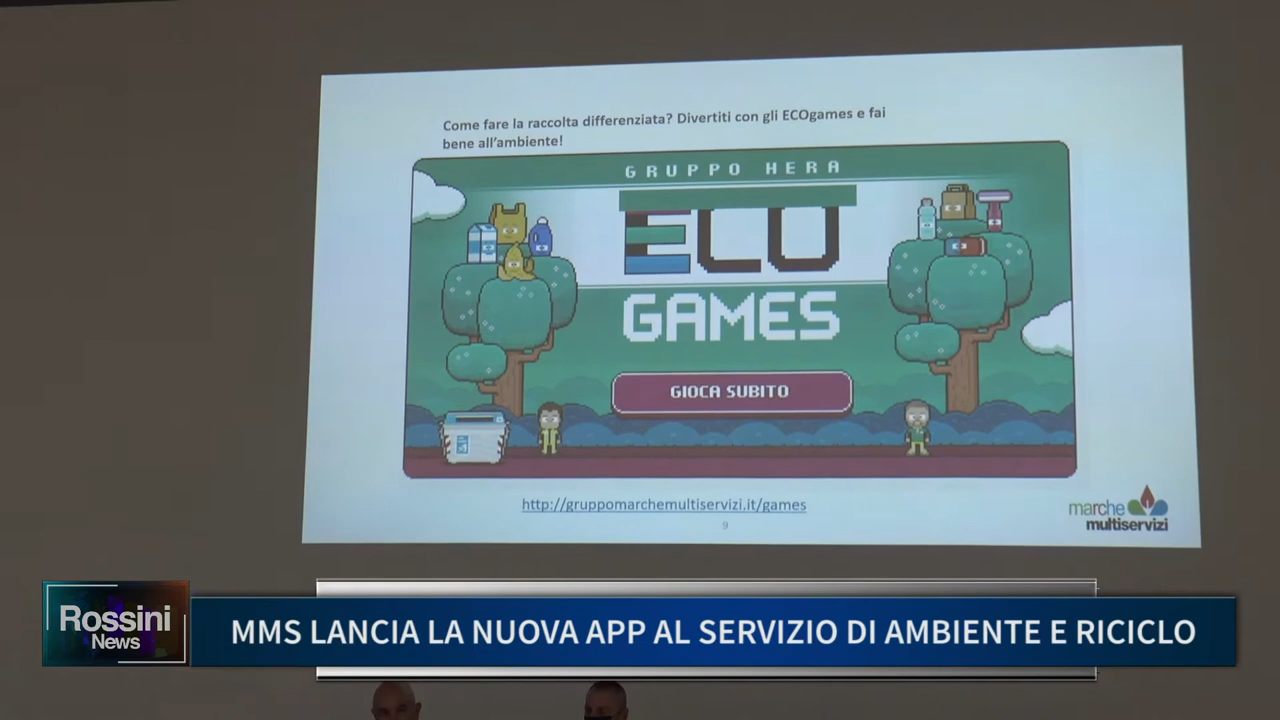 Come fare la raccolta differenziata? Divertiti con gli ECOgames e fai
bene all'ambiente!
GRUPPO HERA
ECO
GAMES
GIOCA SUBITO
http://gruppomarchemultiservizi.it/games
9
marche
multiservizi
Rossini
News
MMS LANCIA LA NUOVA APP AL SERVIZIO DI AMBIENTE E RICICLO